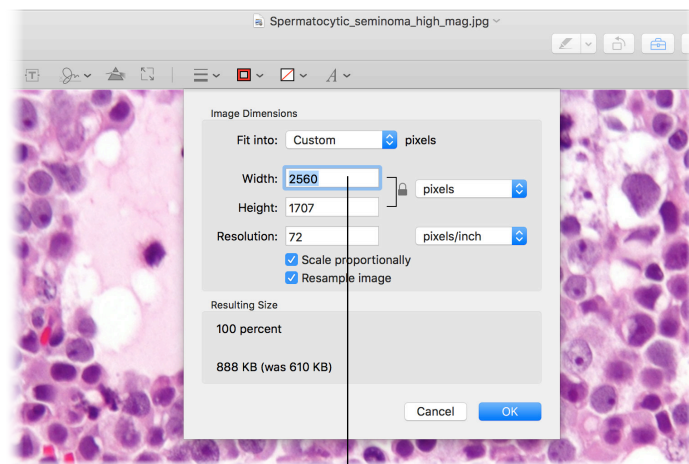 Spermatocytic_seminoma_high_mag.jpg
T
A
Image Dimensions
Fit into: Custom pixels
Width: 2560
pixels
Height: 1707
Resolution: 72 pixels/inch
Scale proportionally
Resample image
Resulting Size
100 percent
888 KB (was 610 KB)
Cancel OK